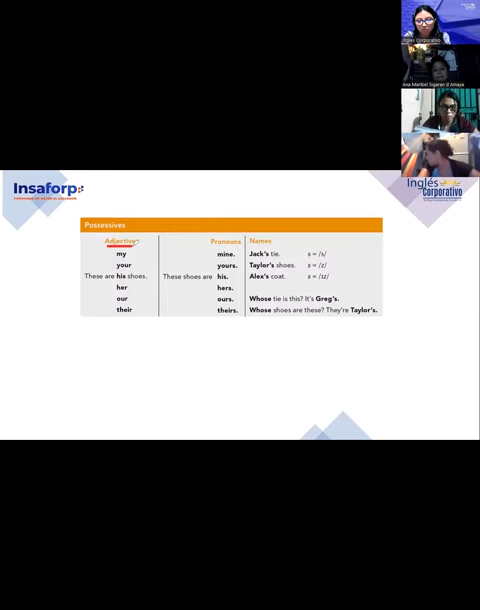 Inglés Corporativo
Ana Maribel Sigaran d Amaya
Insaforp
Inglés
Corporativo
Possessives
Adjective
Pronouns
Names
my
mine.
Jack's tie.
s = /s/
your
yours.
Taylor's shoes.
s = /z/
These are his shoes.
These shoes are his.
Alex's coat.
s = /ɪz/
her
hers.
our
ours.
Whose tie is this? It's Greg's.
their
theirs.
Whose shoes are these? They're Taylor's.